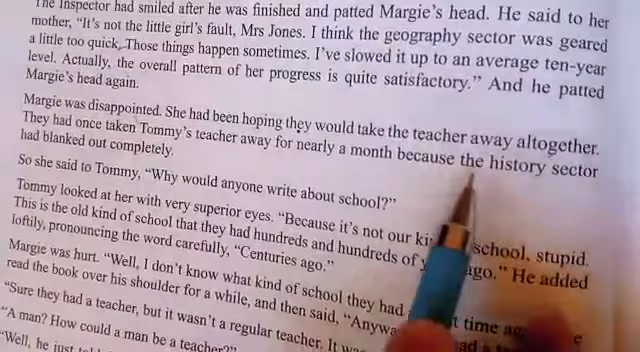 The Inspector had smiled after he was finished and patted Margie's head. He said to her
mother, "It's not the little girl's fault, Mrs Jones. I think the geography sector was geared
a little too quick. Those things happen sometimes. I've slowed it up to an average ten-year
level. Actually, the overall pattern of her progress is quite satisfactory." And he patted
Margie's head again.
Margie was disappointed. She had been hoping they would take the teacher away altogether.
They had once taken Tommy's teacher away for nearly a month because the history sector
had blanked out completely.
So she said to Tommy, "Why would anyone write about school?"
Tommy looked at her with very superior eyes. "Because it's not our school, stupid.
This is the old kind of school that they had hundreds and hundreds of ago." He added
loftily, pronouncing the word carefully, "Centuries ago."
Margie was hurt. "Well, I don't know what kind of school they had time
read the book over his shoulder for a while, and then said,
"Sure they had a teacher, but it wasn't a regular teacher. It
"A man? How could a man be a teacher?"
"Well, he just